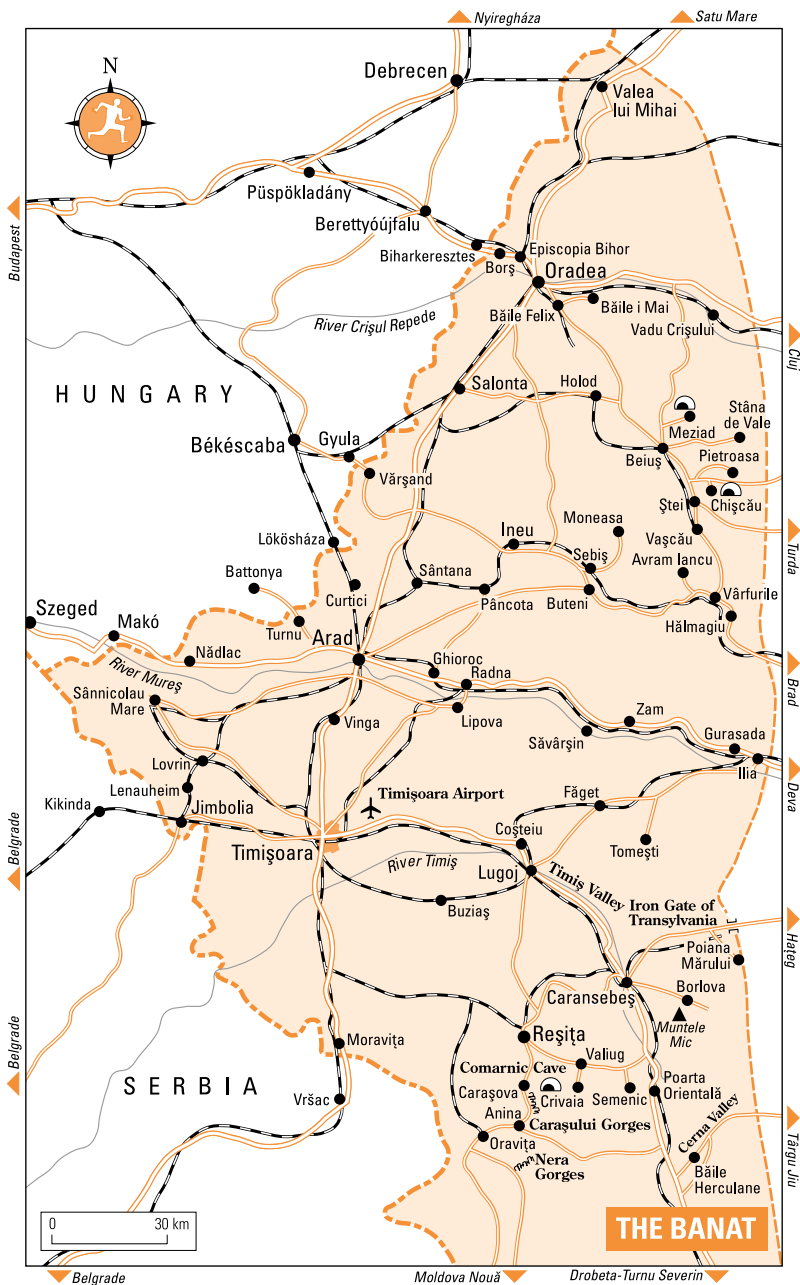 Nyiregháza
Satu Mare
N
Debrecen
Valea
lui Mihai
Püspökladány
Berettyóújfalu
Budapest
Biharkeresztes
Borş
Episcopia Bihor
Oradea
Băile Felix
Băile i Mai
Vadu Crişului
River Crişul Repede
Cluj
HUNGARY
Salonta
Holod
Stâna
de Vale
Meziad
Békéscaba
Gyula
Beiuş
Pietroasa
Vărşand
Ştei
Chişcău
Ineu
Moneasa
Vaşcău
Turda
Lökösháza
Avram Iancu
Sebiş
Battonya
Curtici
Sântana
Pâncota
Buteni
Vârfurile
Szeged
Makó
Turnu
Arad
Hălmagiu
Nădlac
Ghioroc
Radna
Brad
River Mureş
Sânnicolau
Mare
Vinga
Lipova
Zam
Săvârşin
Gurasada
Ilia
Lovrin
Lenauheim
Timişoara Airport
Făget
Deva
Kikinda
Jimbolia
Coşteiu
Tomeşti
Belgrade
Timişoara
River Timiş
Lugoj
Timiş Valley
Iron Gate of
Transylvania
Buziaş
Haţeg
Poiana
Mărului
Caransebeş
Borlova
Muntele
Mic
Reşiţa
Moraviţa
Valiug
Belgrade
SERBIA
Comarnic Cave
Caraşova
Crivaia
Semenic
Poarta
Orientală
Vršac
Anina
Caraşului Gorges
Cerna Valley
Târgu Jiu
Oraviţa
Nera
Gorges
Băile
Herculane
0 30 km
THE BANAT
Belgrade
Moldova Nouă
Drobeta-Turnu Severin